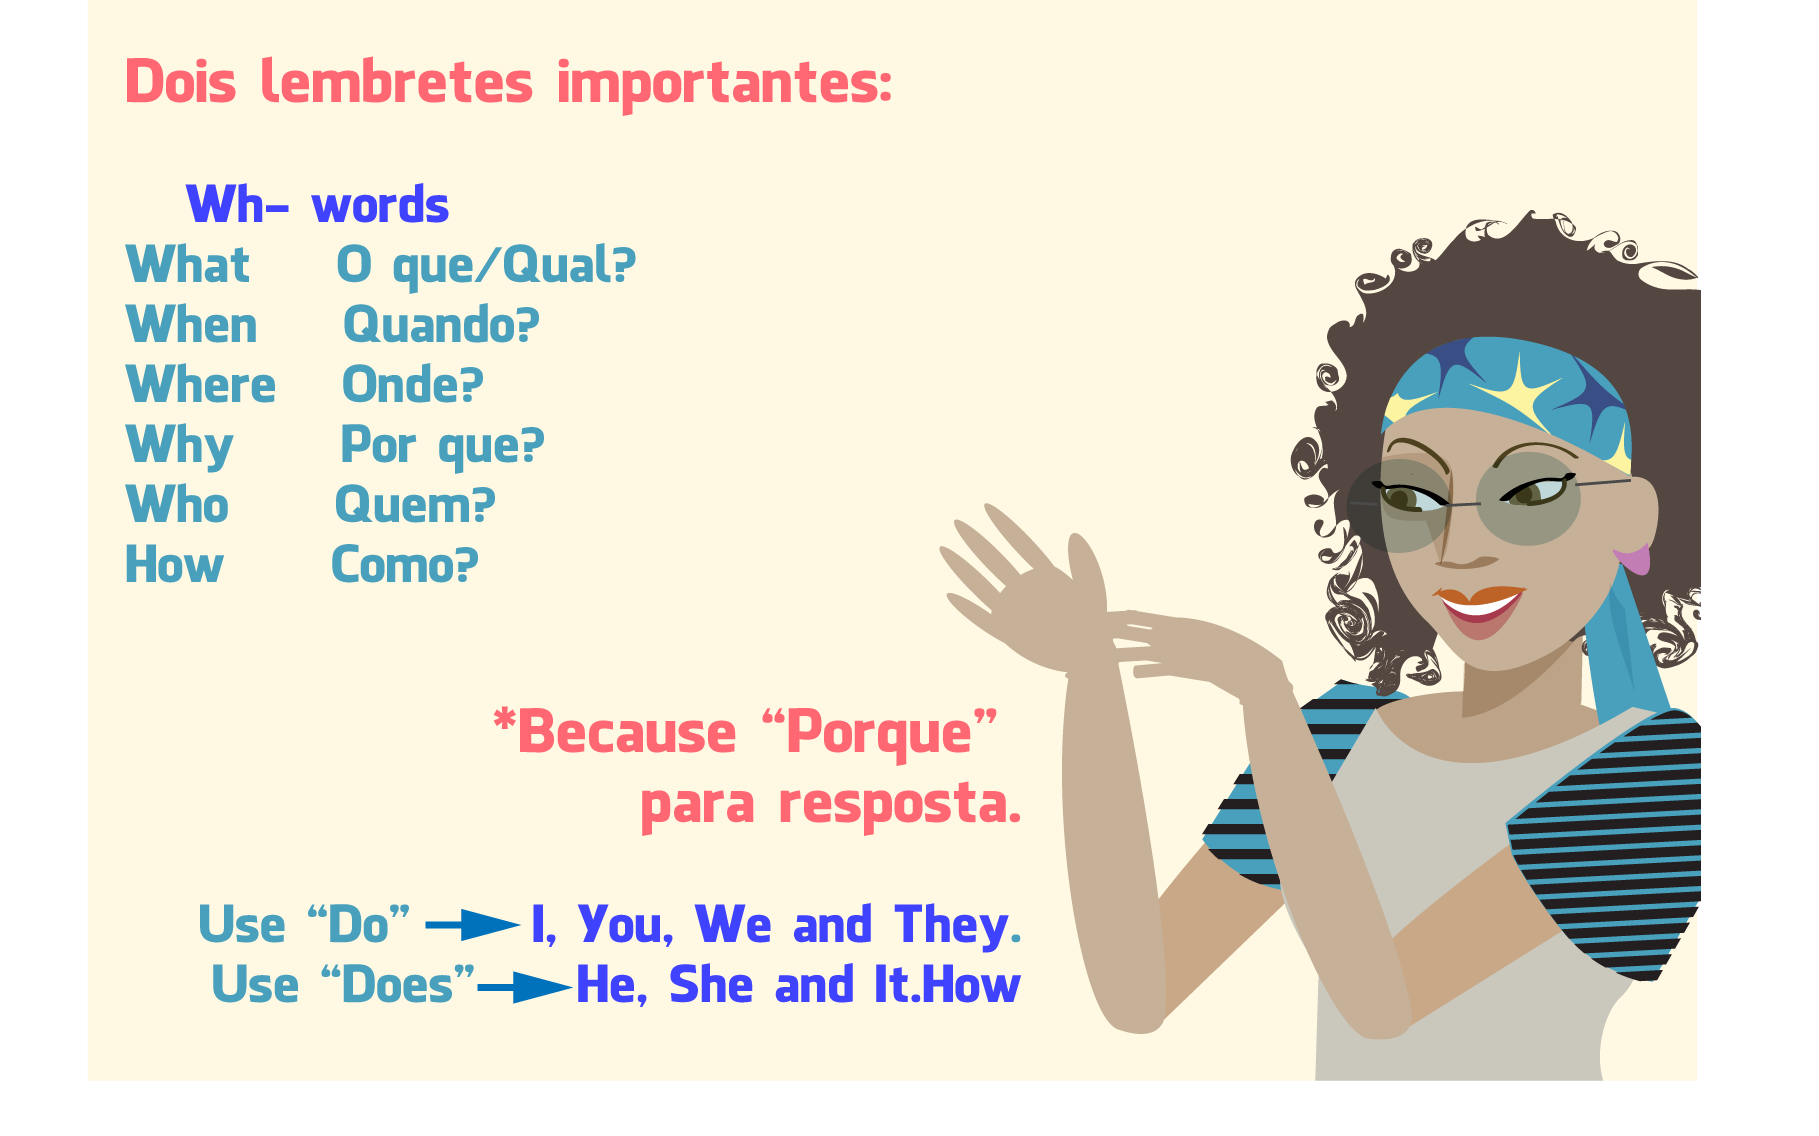 Dois lembretes importantes:
Wh- words
What O que/Qual?
When Quando?
Where Onde?
Why Por que?
Who Quem?
How Como?
*Because “Porque”
para resposta.
Use “Do” I, You, We and They.
Use “Does” He, She and It.How